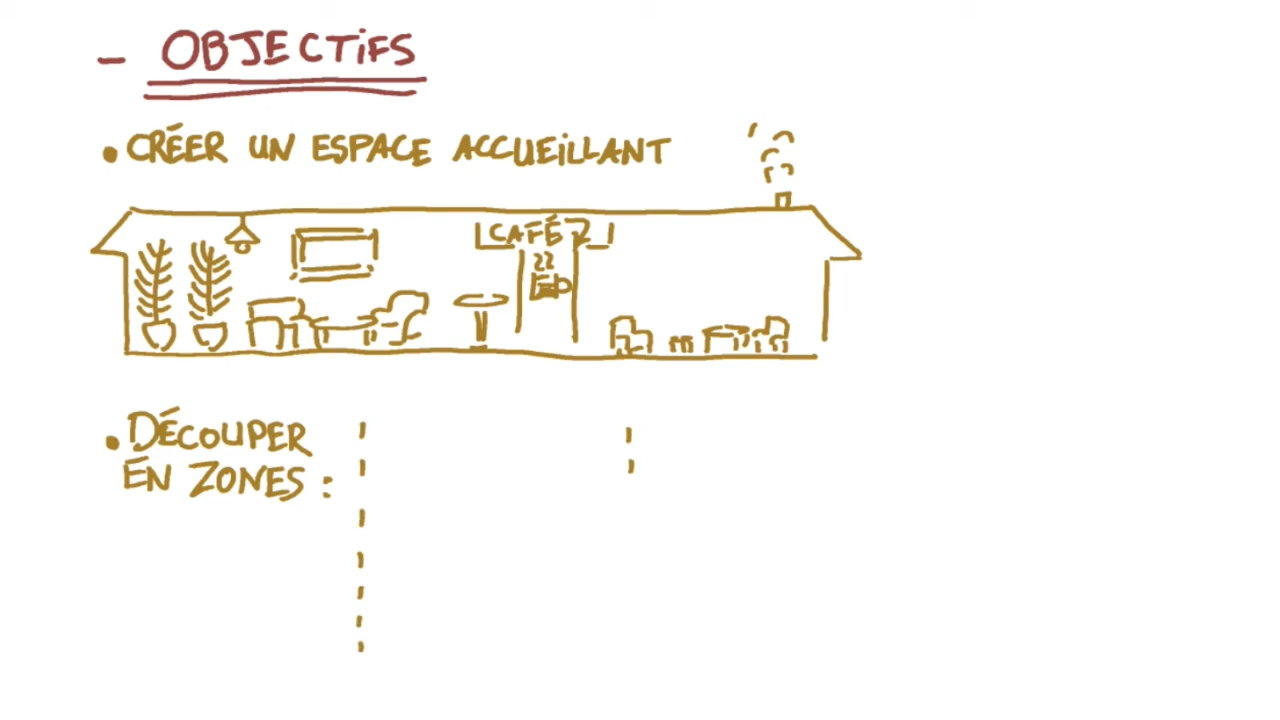 - OBJECTIFS
• CRÉER UN ESPACE ACCUEILLANT
CAFÉ
• DÉCOUPER
EN ZONES :